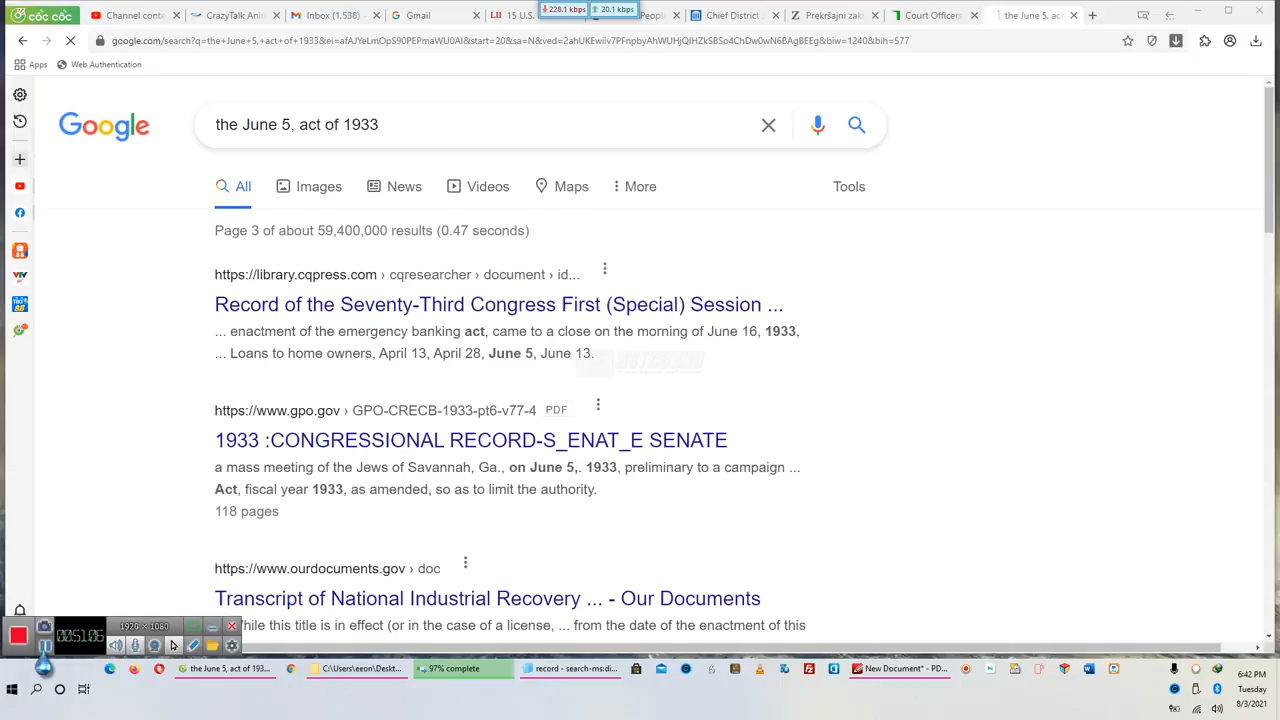 cốc cốc
Channel conte
CrazyTalk Ani
Inbox (1,538)
Gmail
LII 15 U.S.
228.1 kbps
20.1 kbps
People
Chief District
Prekršajni zak
Court Officers
the June 5, act
google.com/search?q=the+June+5,+act+of+1933&ei=afAJYeLmOpS90PEPmaWU0AI&start=20&sa=N&ved=2ahUKEwiiv7PFnpbyAhWUHjQIHZkSBSo4ChDw0wN6BAgBEEg&biw=1240&bih=577
Apps
Web Authentication
Google
the June 5, act of 1933
All
Images
News
Videos
Maps
More
Tools
Page 3 of about 59,400,000 results (0.47 seconds)
https://library.cqpress.com › cqresearcher › document › id...
Record of the Seventy-Third Congress First (Special) Session ...
... enactment of the emergency banking act, came to a close on the morning of June 16, 1933,
... Loans to home owners, April 13, April 28, June 5, June 13.
https://www.gpo.gov › GPO-CRECB-1933-pt6-v77-4 PDF
1933 :CONGRESSIONAL RECORD-S_ENAT_E SENATE
a mass meeting of the Jews of Savannah, Ga., on June 5,. 1933, preliminary to a campaign ...
Act, fiscal year 1933, as amended, so as to limit the authority.
118 pages
https://www.ourdocuments.gov › doc
Transcript of National Industrial Recovery ... - Our Documents
While this title is in effect (or in the case of a license, ... from the date of the enactment of this
1920 × 1080
00:51:06
the June 5, act of 193...
C:\Users\eeon\Deskt...
97% complete
record - search-msdi...
New Document* - PD...
6:42 PM
Tuesday
8/3/2021